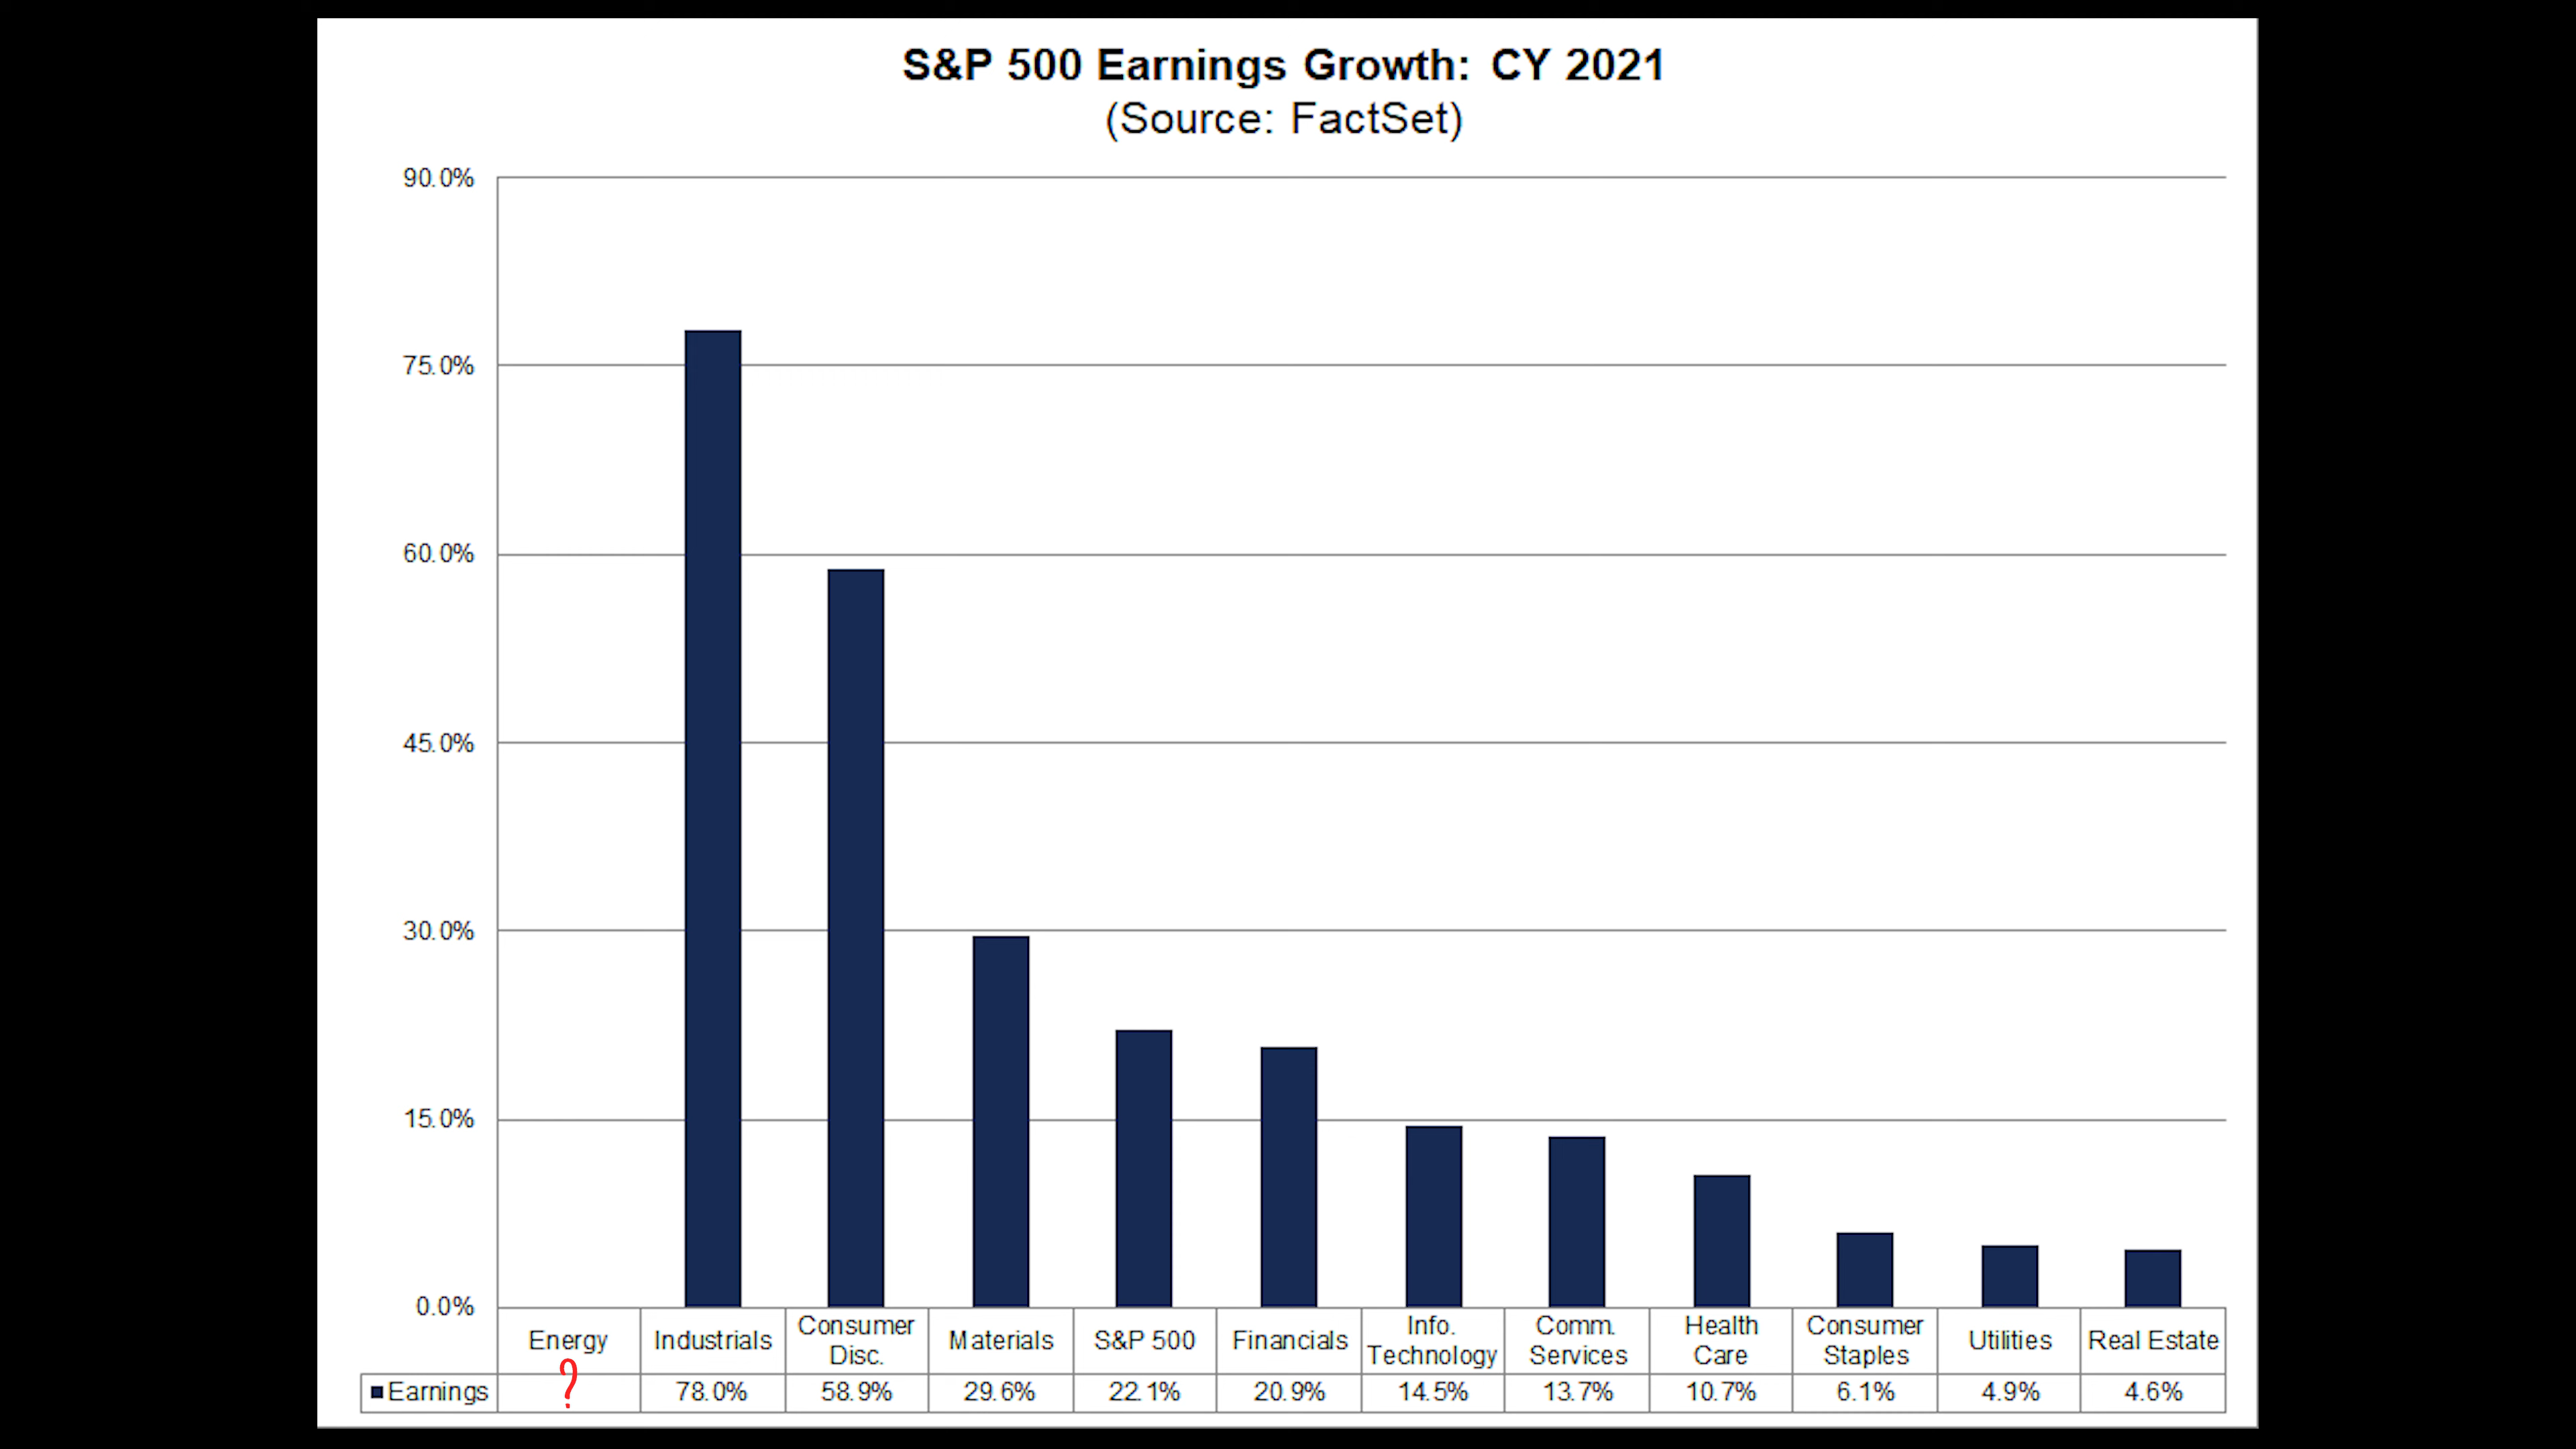 S&P 500 Earnings Growth: CY 2021
(Source: FactSet)
90.0%
75.0%
60.0%
45.0%
30.0%
15.0%
0.0%
Energy Industrials Consumer Disc. Materials S&P 500 Financials Info. Technology Comm. Services Health Care Consumer Staples Utilities Real Estate
Earnings ? 78.0% 58.9% 29.6% 22.1% 20.9% 14.5% 13.7% 10.7% 6.1% 4.9% 4.6%